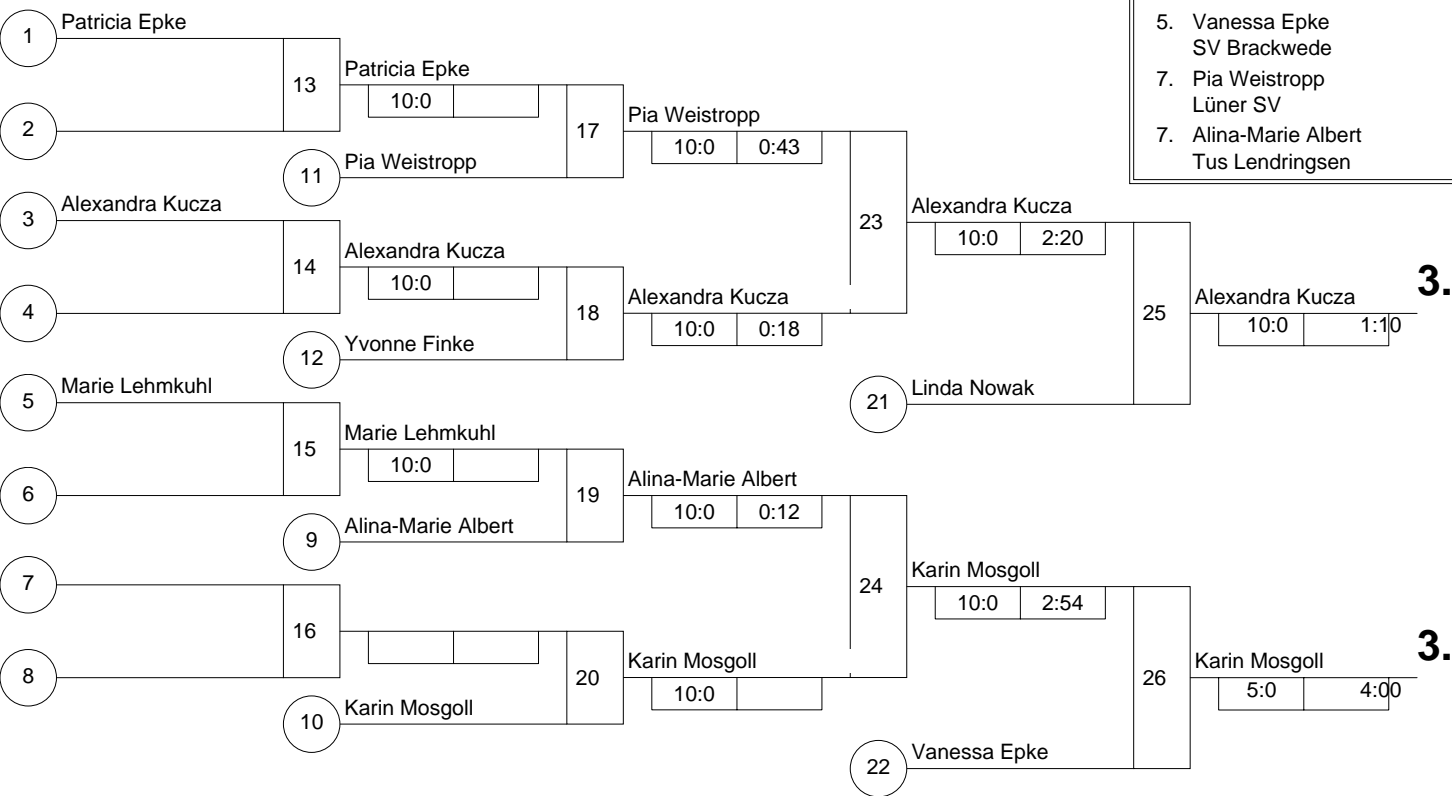 5. Vanessa Epke
SV Brackwede
7. Pia Weistropp
Lüner SV
7. Alina-Marie Albert
Tus Lendringsen
1
Patricia Epke
2
13
Patricia Epke
10:0
11
Pia Weistropp
17
Pia Weistropp
10:0 0:43
3
Alexandra Kucza
4
14
Alexandra Kucza
10:0
12
Yvonne Finke
18
Alexandra Kucza
10:0 0:18
23
Alexandra Kucza
10:0 2:20
21
Linda Nowak
25
Alexandra Kucza
10:0 1:10
3.
5
Marie Lehmkuhl
6
15
Marie Lehmkuhl
10:0
9
Alina-Marie Albert
19
Alina-Marie Albert
10:0 0:12
7
8
16
10
Karin Mosgoll
20
Karin Mosgoll
10:0
24
Karin Mosgoll
10:0 2:54
22
Vanessa Epke
26
Karin Mosgoll
5:0 4:00
3.